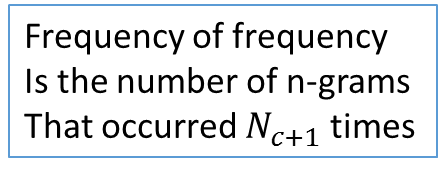 Frequency of frequency
Is the number of n-grams
That occurred $N_{c+1}$ times